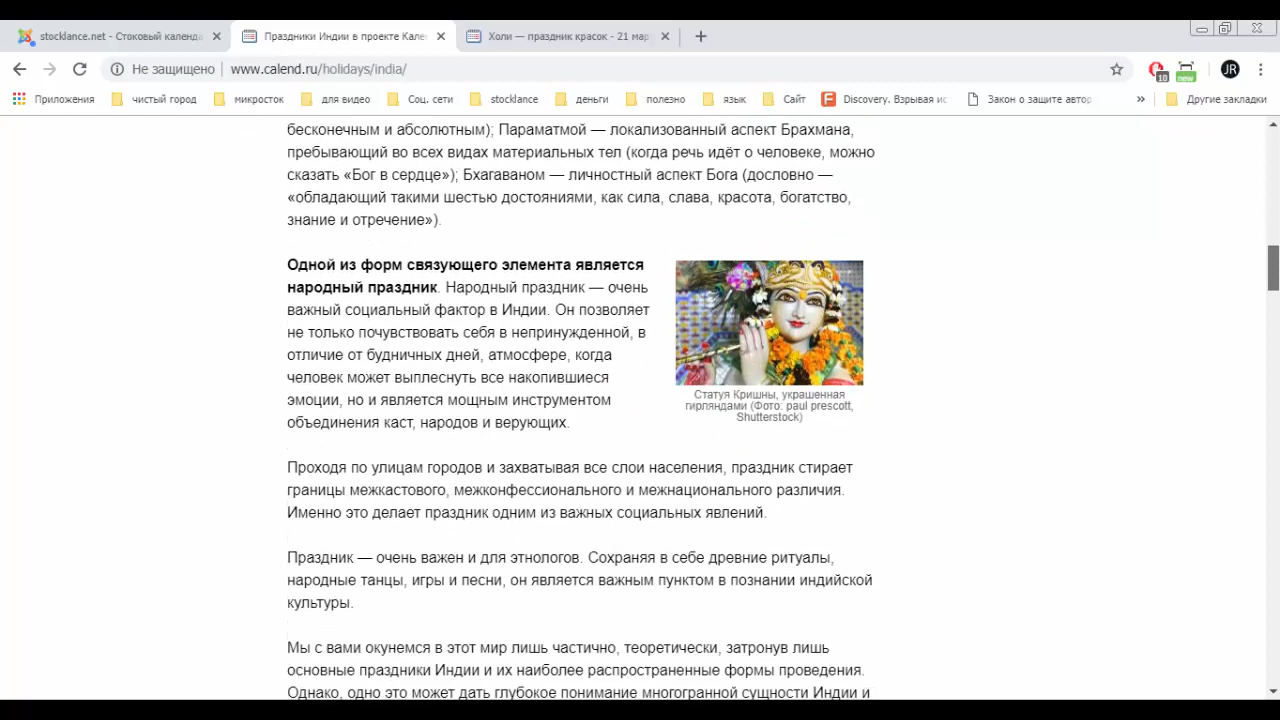 stocklance.net - Стоковый календ
Праздники Индии в проекте Кале
Холи — праздник красок - 21 мар
Не защищено
www.calend.ru/holidays/india/
10
new
JR
Приложения
чистый город
микросток
для видео
Соц. сети
stocklance
деньги
полезно
язык
Сайт
Discovery. Взрывая ис
Закон о защите автор
»
Другие закладки
бесконечным и абсолютным); Параматмой — локализованный аспект Брахмана,
пребывающий во всех видах материальных тел (когда речь идёт о человеке, можно
сказать «Бог в сердце»); Бхагаваном — личностный аспект Бога (дословно —
«обладающий такими шестью достояниями, как сила, слава, красота, богатство,
знание и отречение»).
Одной из форм связующего элемента является
народный праздник. Народный праздник — очень
важный социальный фактор в Индии. Он позволяет
не только почувствовать себя в непринужденной, в
отличие от будничных дней, атмосфере, когда
человек может выплеснуть все накопившиеся
эмоции, но и является мощным инструментом
объединения каст, народов и верующих.
Статуя Кришны, украшенная
гирляндами (Фото: paul prescott,
Shutterstock)
Проходя по улицам городов и захватывая все слои населения, праздник стирает
границы межкастового, межконфессионального и межнационального различия.
Именно это делает праздник одним из важных социальных явлений.
Праздник — очень важен и для этнологов. Сохраняя в себе древние ритуалы,
народные танцы, игры и песни, он является важным пунктом в познании индийской
культуры.
Мы с вами окунемся в этот мир лишь частично, теоретически, затронув лишь
основные праздники Индии и их наиболее распространенные формы проведения.
Однако, одно это может дать глубокое понимание многогранной сущности Индии и